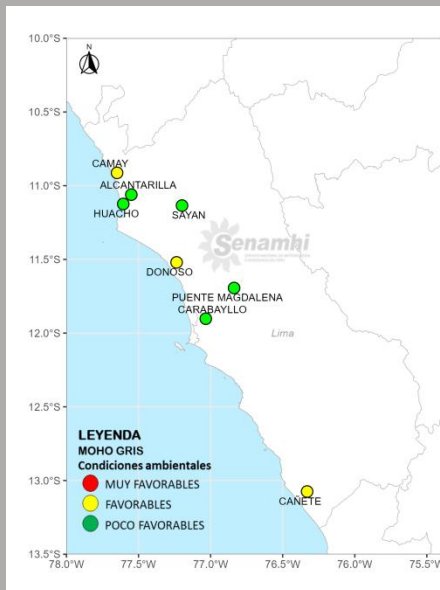 10.0°S
N
10.5°S
CAMAY
11.0°S
ALCANTARILLA
HUACHO
SAYAN
Senamhi
11.5°S
DONOSO
PUENTE MAGDALENA
CARABAYLLO
12.0°S
Lima
12.5°S
LEYENDA
MOHO GRIS
Condiciones ambientales
MUY FAVORABLES
FAVORABLES
POCO FAVORABLES
13.0°S
CAÑETE
13.5°S
78.0°W
77.5°W
77.0°W
76.5°W
76.0°W